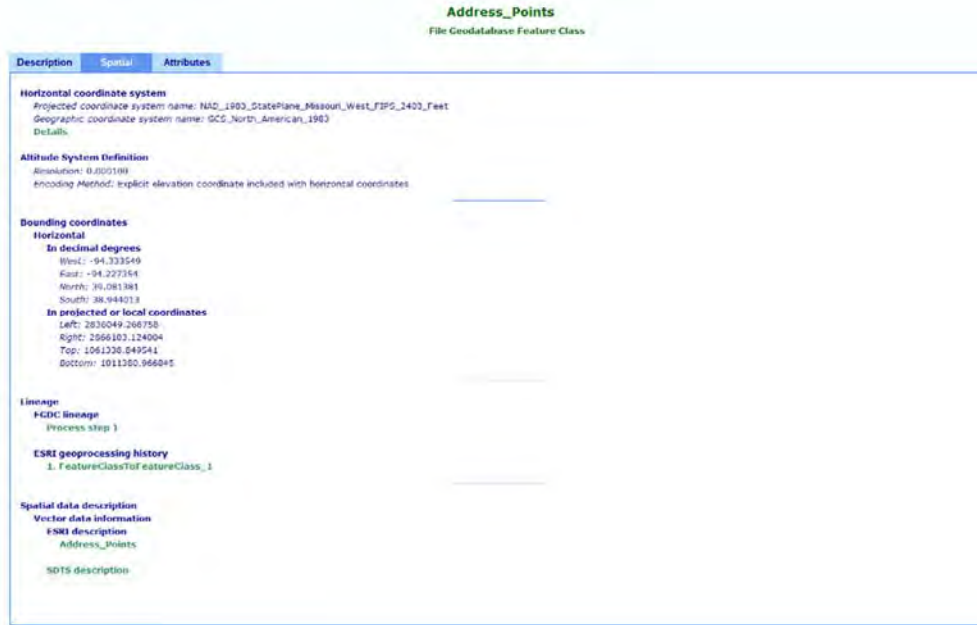 Address_Points
File Geodatabase Feature Class
Description Spatial Attributes
Horizontal coordinate system
Projected coordinate system name: NAD_1983_StatePlane_Missouri_West_FIPS_2403_Feet
Geographic coordinate system name: GCS_North_American_1983
Details
Altitude System Definition
Resolution: 0.000100
Encoding Method: Explicit elevation coordinate included with horizontal coordinates
Bounding coordinates
Horizontal
In decimal degrees
West: -94.333549
East: -94.227354
North: 39.081381
South: 38.944013
In projected or local coordinates
Left: 2836049.268758
Right: 2866103.124004
Top: 1061338.849541
Bottom: 1011380.966045
Lineage
FGDC lineage
Process step 1
ESRI geoprocessing history
1. FeatureClassToFeatureClass_1
Spatial data description
Vector data information
ESRI description
Address_Points
SDTS description